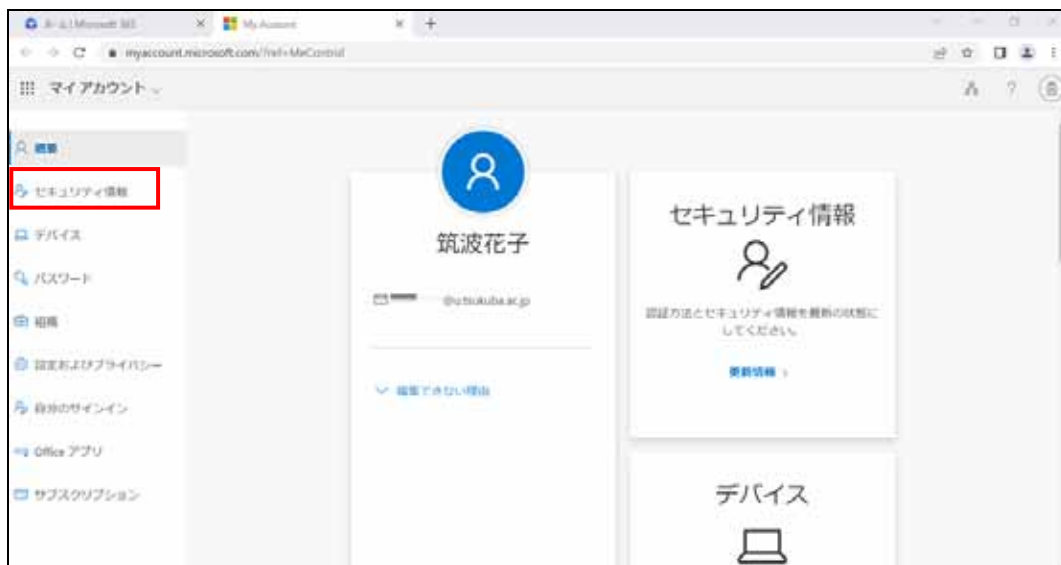 ホーム | Microsoft 365
My Account
myaccount.microsoft.com/?ref=MeControl
マイ アカウント
?
概要
セキュリティ情報
デバイス
パスワード
組織
設定およびプライバシー
自分のサインイン
Office アプリ
サブスクリプション
筑波花子
@u.tsukuba.ac.jp
編集できない理由
セキュリティ情報
認証方法とセキュリティ情報を最新の状態に
してください。
更新情報 >
デバイス